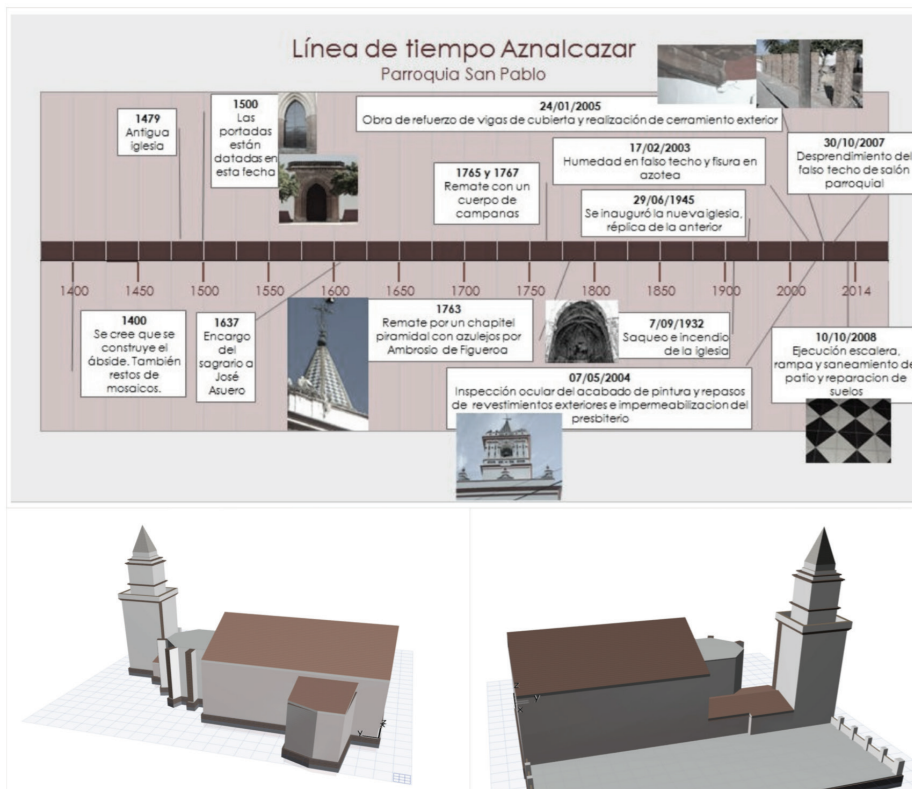 Línea de tiempo Aznalcazar
Parroquia San Pablo
1479
Antigua
iglesia
1500
Las
portadas
están
datadas en
esta fecha
24/01/2005
Obra de refuerzo de vigas de cubierta y realización de cerramiento exterior
1765 y 1767
Remate con un
cuerpo de
campanas
17/02/2003
Humedad en falso techo y fisura en
azotea
29/06/1945
Se inauguró la nueva iglesia,
réplica de la anterior
30/10/2007
Desprendimiento del
falso techo de salón
parroquial
1400 1450 1500 1550 1600 1650 1700 1750 1800 1850 1900 2000 2014
1400
Se cree que se
construye el
ábside. También
restos de
mosaicos.
1637
Encargo
del
sagrario a
José
Asuero
1763
Remate por un chapitel
piramidal con azulejos por
Ambrosio de Figueroa
7/09/1932
Saqueo e incendio
de la iglesia
07/05/2004
Inspección ocular del acabado de pintura y repasos
de revestimientos exteriores e impermeabilizacion del
presbiterio
10/10/2008
Ejecución escalera,
rampa y saneamiento de
patio y reparacion de
suelos